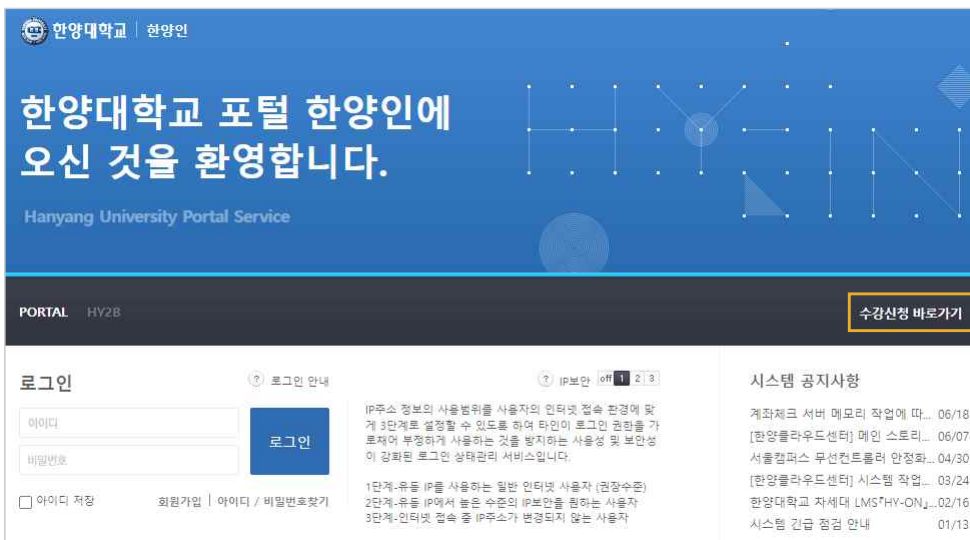 한양대학교 | 한양인
한양대학교 포털 한양인에
오신 것을 환영합니다.
Hanyang University Portal Service
PORTAL HY2B
수강신청 바로가기
로그인
? 로그인 안내
아이디
비밀번호
로그인
아이디 저장
회원가입 | 아이디 / 비밀번호찾기
? IP보안 off 1 2 3
IP주소 정보의 사용범위를 사용자의 인터넷 접속 환경에 맞
게 3단계로 설정할 수 있도록 하여 타인이 로그인 권한을 가
로채어 부정하게 사용하는 것을 방지하는 사용성 및 보안성
이 강화된 로그인 상태관리 서비스입니다.
1단계-유동 IP를 사용하는 일반 인터넷 사용자 (권장수준)
2단계-유동 IP에서 높은 수준의 IP보안을 원하는 사용자
3단계-인터넷 접속 중 IP주소가 변경되지 않는 사용자
시스템 공지사항
계좌체크 서버 메모리 작업에 따... 06/18
[한양클라우드센터] 메인 스토리... 06/07
서울캠퍼스 무선컨트롤러 안정화... 04/30
[한양클라우드센터] 시스템 작업... 03/24
한양대학교 차세대 LMS『HY-ON』... 02/16
시스템 긴급 점검 안내 01/13